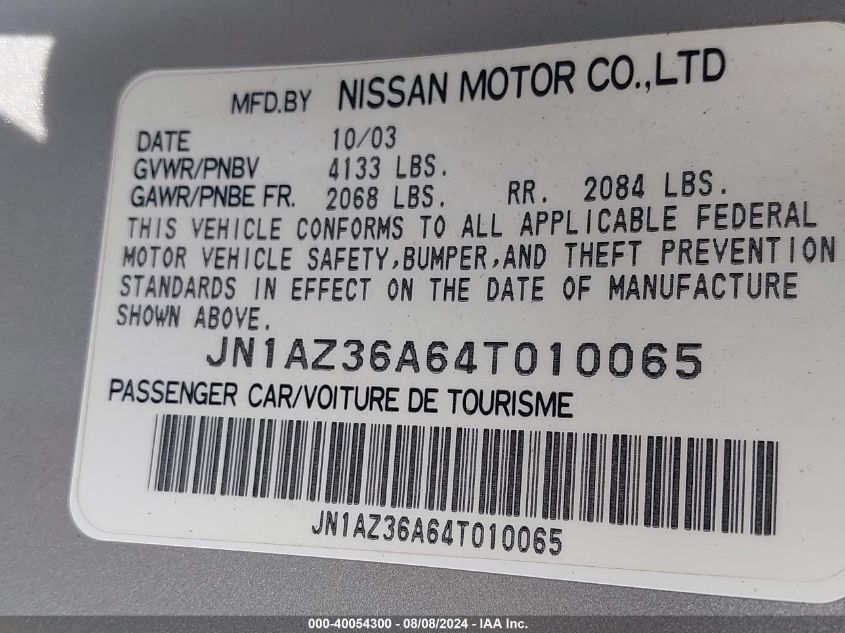 MFD.BY NISSAN MOTOR CO.,LTD
DATE 10/03
GVWR/PNBV 4133 LBS.
GAWR/PNBE FR. 2068 LBS. RR. 2084 LBS.
THIS VEHICLE CONFORMS TO ALL APPLICABLE FEDERAL
MOTOR VEHICLE SAFETY,BUMPER,AND THEFT PREVENTION
STANDARDS IN EFFECT ON THE DATE OF MANUFACTURE
SHOWN ABOVE.
JN1AZ36A64T010065
PASSENGER CAR/VOITURE DE TOURISME
JN1AZ36A64T010065
000-40054300 - 08/08/2024 - IAA Inc.